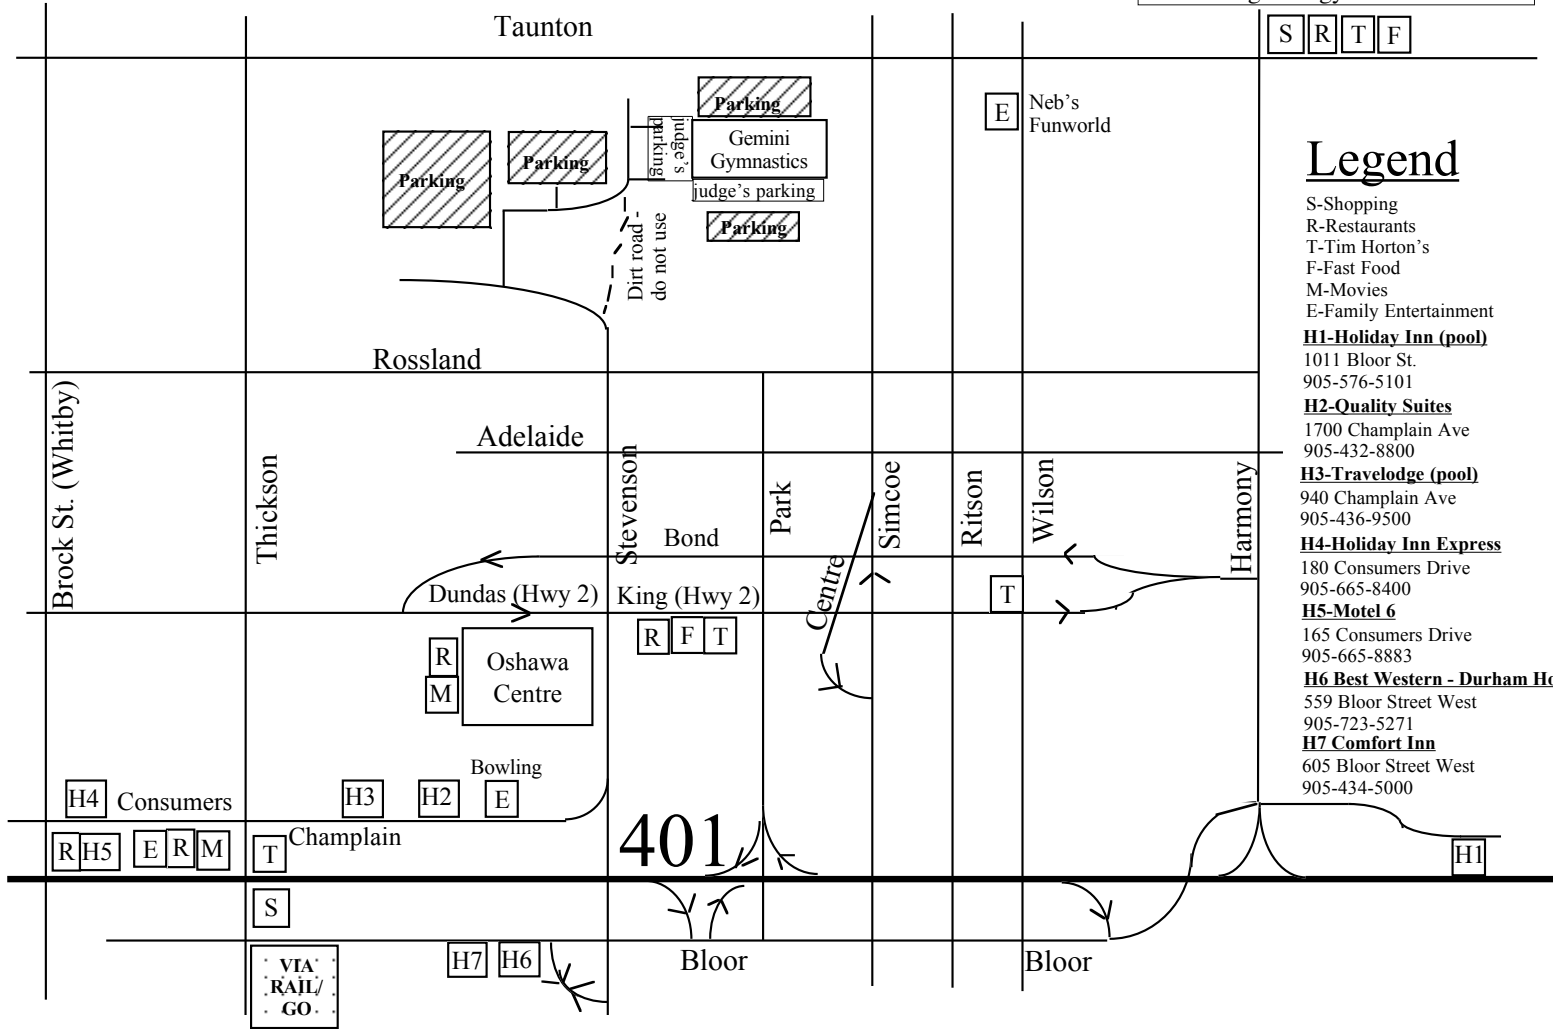 Taunton
S R T F
Parking
Parking
Parking
judge's
parking
Gemini
Gymnastics
judge's parking
Parking
Dirt road -
do not use
E
Neb's
Funworld
Legend
S-Shopping
R-Restaurants
T-Tim Horton's
F-Fast Food
M-Movies
E-Family Entertainment
H1-Holiday Inn (pool)
1011 Bloor St.
905-576-5101
H2-Quality Suites
1700 Champlain Ave
905-432-8800
H3-Travelodge (pool)
940 Champlain Ave
905-436-9500
H4-Holiday Inn Express
180 Consumers Drive
905-665-8400
H5-Motel 6
165 Consumers Drive
905-665-8883
H6 Best Western - Durham Ho
559 Bloor Street West
905-723-5271
H7 Comfort Inn
605 Bloor Street West
905-434-5000
Rossland
Adelaide
Brock St. (Whitby)
Thickson
Stevenson
Park
Simcoe
Ritson
Wilson
Harmony
Bond
Centre
Dundas (Hwy 2)
King (Hwy 2)
T
R F T
R
M
Oshawa
Centre
Bowling
H4
Consumers
H3
H2
E
R H5
E R M
T
Champlain
401
H1
S
VIA
RAIL/
GO
H7
H6
Bloor
Bloor